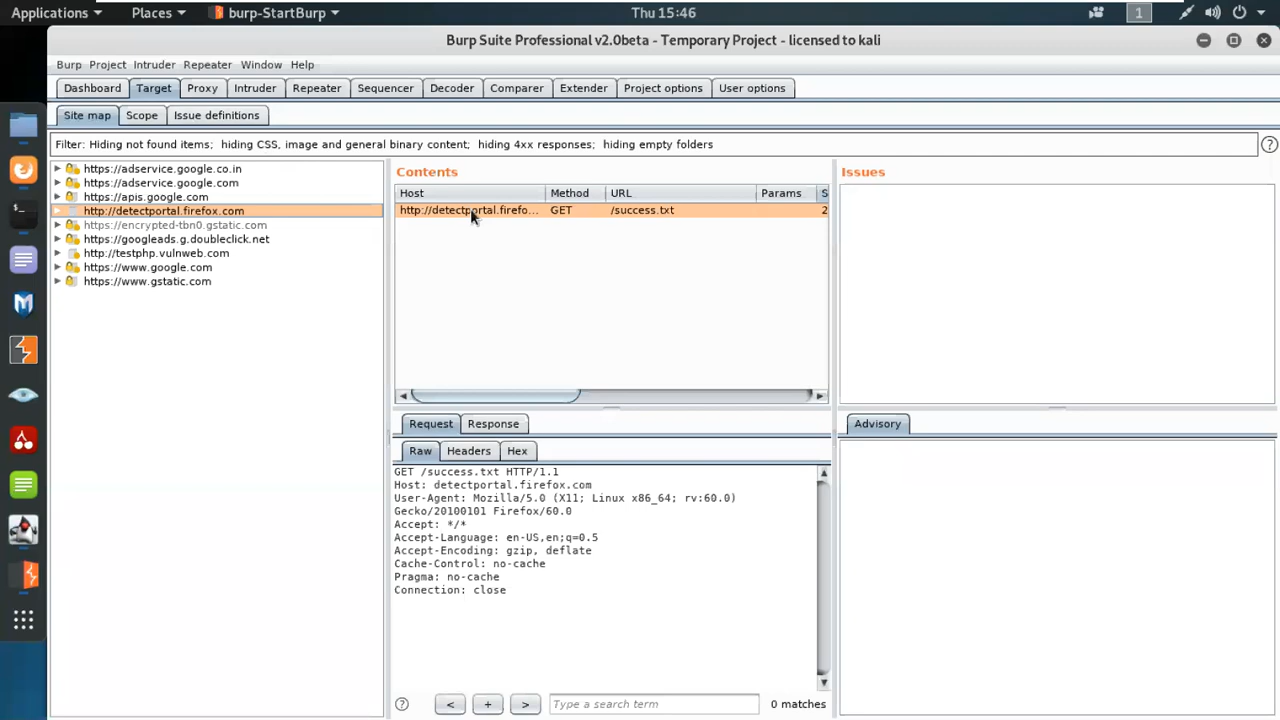 Applications Places burp-StartBurp Thu 15:46 1
Burp Suite Professional v2.0beta - Temporary Project - licensed to kali
Burp Project Intruder Repeater Window Help
Dashboard Target Proxy Intruder Repeater Sequencer Decoder Comparer Extender Project options User options
Site map Scope Issue definitions
Filter: Hiding not found items; hiding CSS, image and general binary content; hiding 4xx responses; hiding empty folders ?
https://adservice.google.co.in
https://adservice.google.com
https://apis.google.com
http://detectportal.firefox.com
https://encrypted-tbn0.gstatic.com
https://googleads.g.doubleclick.net
http://testphp.vulnweb.com
https://www.google.com
https://www.gstatic.com
Contents
Host Method URL Params S
http://detectportal.firefo... GET /success.txt 2
Request Response
Raw Headers Hex
GET /success.txt HTTP/1.1
Host: detectportal.firefox.com
User-Agent: Mozilla/5.0 (X11; Linux x86_64; rv:60.0)
Gecko/20100101 Firefox/60.0
Accept: */*
Accept-Language: en-US,en;q=0.5
Accept-Encoding: gzip, deflate
Cache-Control: no-cache
Pragma: no-cache
Connection: close
? < + > Type a search term 0 matches
Issues
Advisory